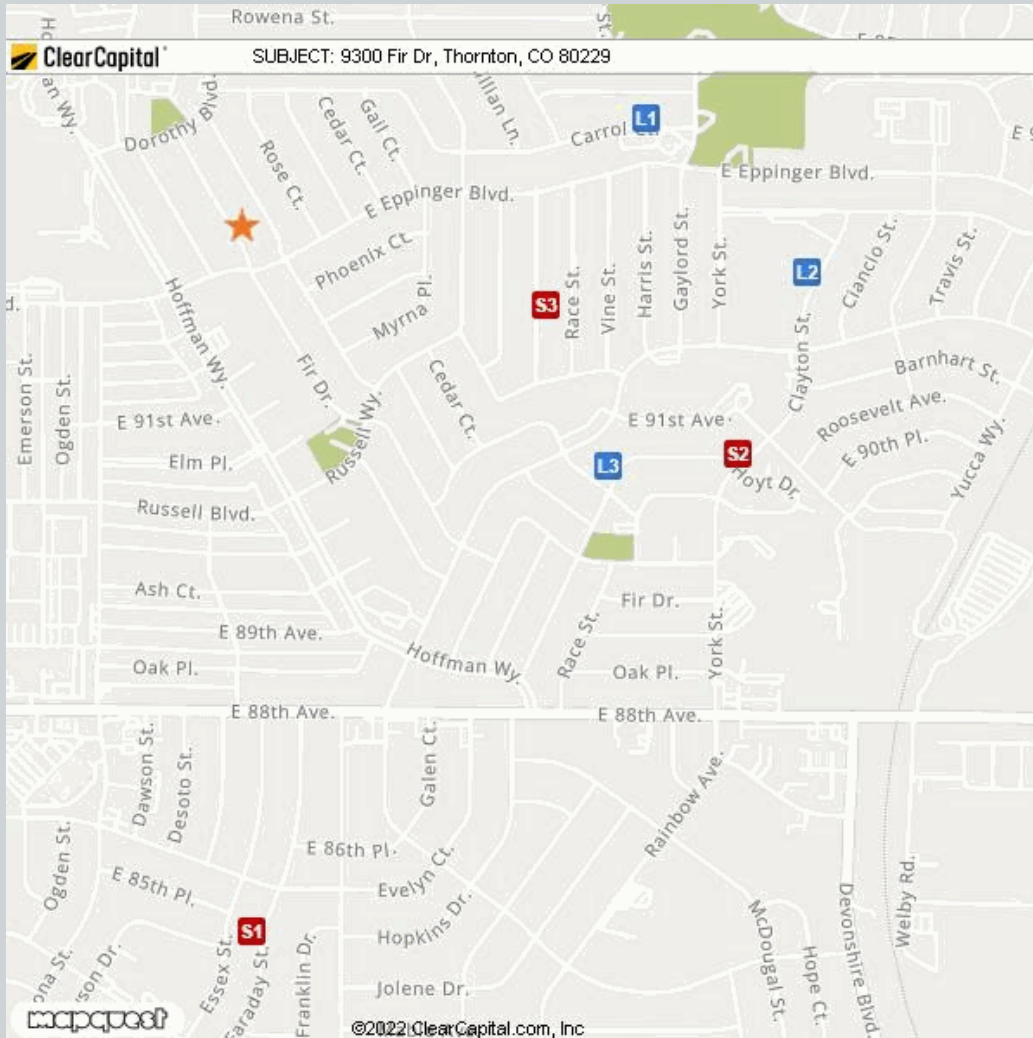 Rowena St.
ClearCapital
SUBJECT: 9300 Fir Dr, Thornton, CO 80229
Dorothy Blvd.
Cedar Ct.
Gail Ct.
Rose Ct.
L1
E Eppinger Blvd.
E Eppinger Blvd.
Phoenix Ct.
Myrna Pl.
Hoffman Wy.
S3
Race St.
Vine St.
Harris St.
Gaylord St.
York St.
L2
Ciancio St.
Travis St.
Clayton St.
Barnhart St.
Emerson St.
Ogden St.
Fir Dr.
Cedar Ct.
Russell Wy.
E 91st Ave.
E 91st Ave.
Roosevelt Ave.
E 90th Pl.
Elm Pl.
L3
S2
Hoyt Dr.
Yucca Wy.
Russell Blvd.
Ash Ct.
Fir Dr.
E 89th Ave.
Race St.
York St.
Oak Pl.
Hoffman Wy.
Oak Pl.
E 88th Ave.
E 88th Ave.
Dawson St.
Desoto St.
Galen Ct.
Rainbow Ave.
Ogden St.
E 86th Pl.
E 85th Pl.
Evelyn Ct.
S1
Essex St.
Faraday St.
Franklin Dr.
Hopkins Dr.
Jolene Dr.
McDougal St.
Hope Ct.
Devonshire Blvd.
Welby Rd.
mapquest
©2022 ClearCapital.com, Inc